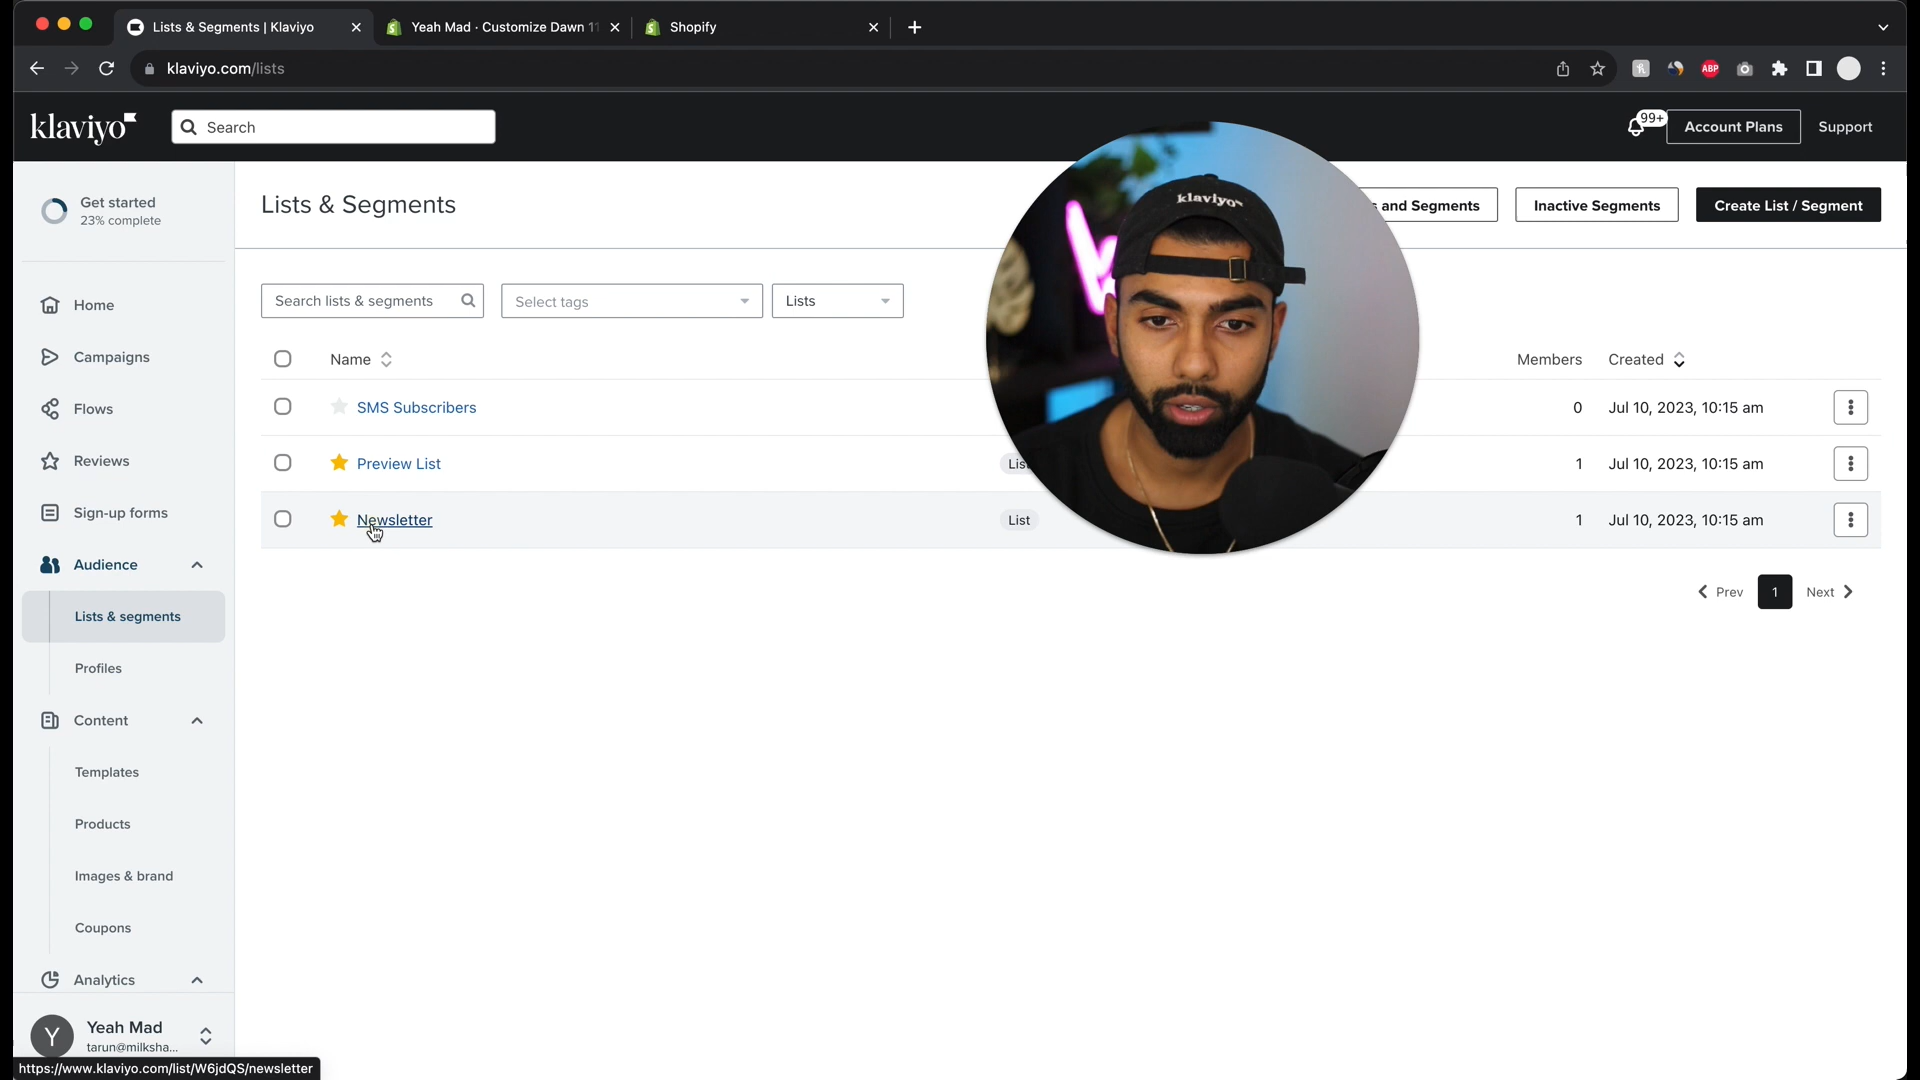 Lists & Segments | Klaviyo
Yeah Mad · Customize Dawn 1
Shopify
klaviyo.com/lists
ABP
klaviyo
Search
99+
Account Plans
Support
Get started
23% complete
Lists & Segments
and Segments
Inactive Segments
Create List / Segment
Home
Campaigns
Flows
Reviews
Sign-up forms
Audience
Lists & segments
Profiles
Content
Templates
Products
Images & brand
Coupons
Analytics
Search lists & segments
Select tags
Lists
Name
Members
Created
SMS Subscribers
0
Jul 10, 2023, 10:15 am
Preview List
1
Jul 10, 2023, 10:15 am
Newsletter
List
1
Jul 10, 2023, 10:15 am
Prev
1
Next
klaviyo
Y
Yeah Mad
tarun@milksha...
https://www.klaviyo.com/list/W6jdQS/newsletter